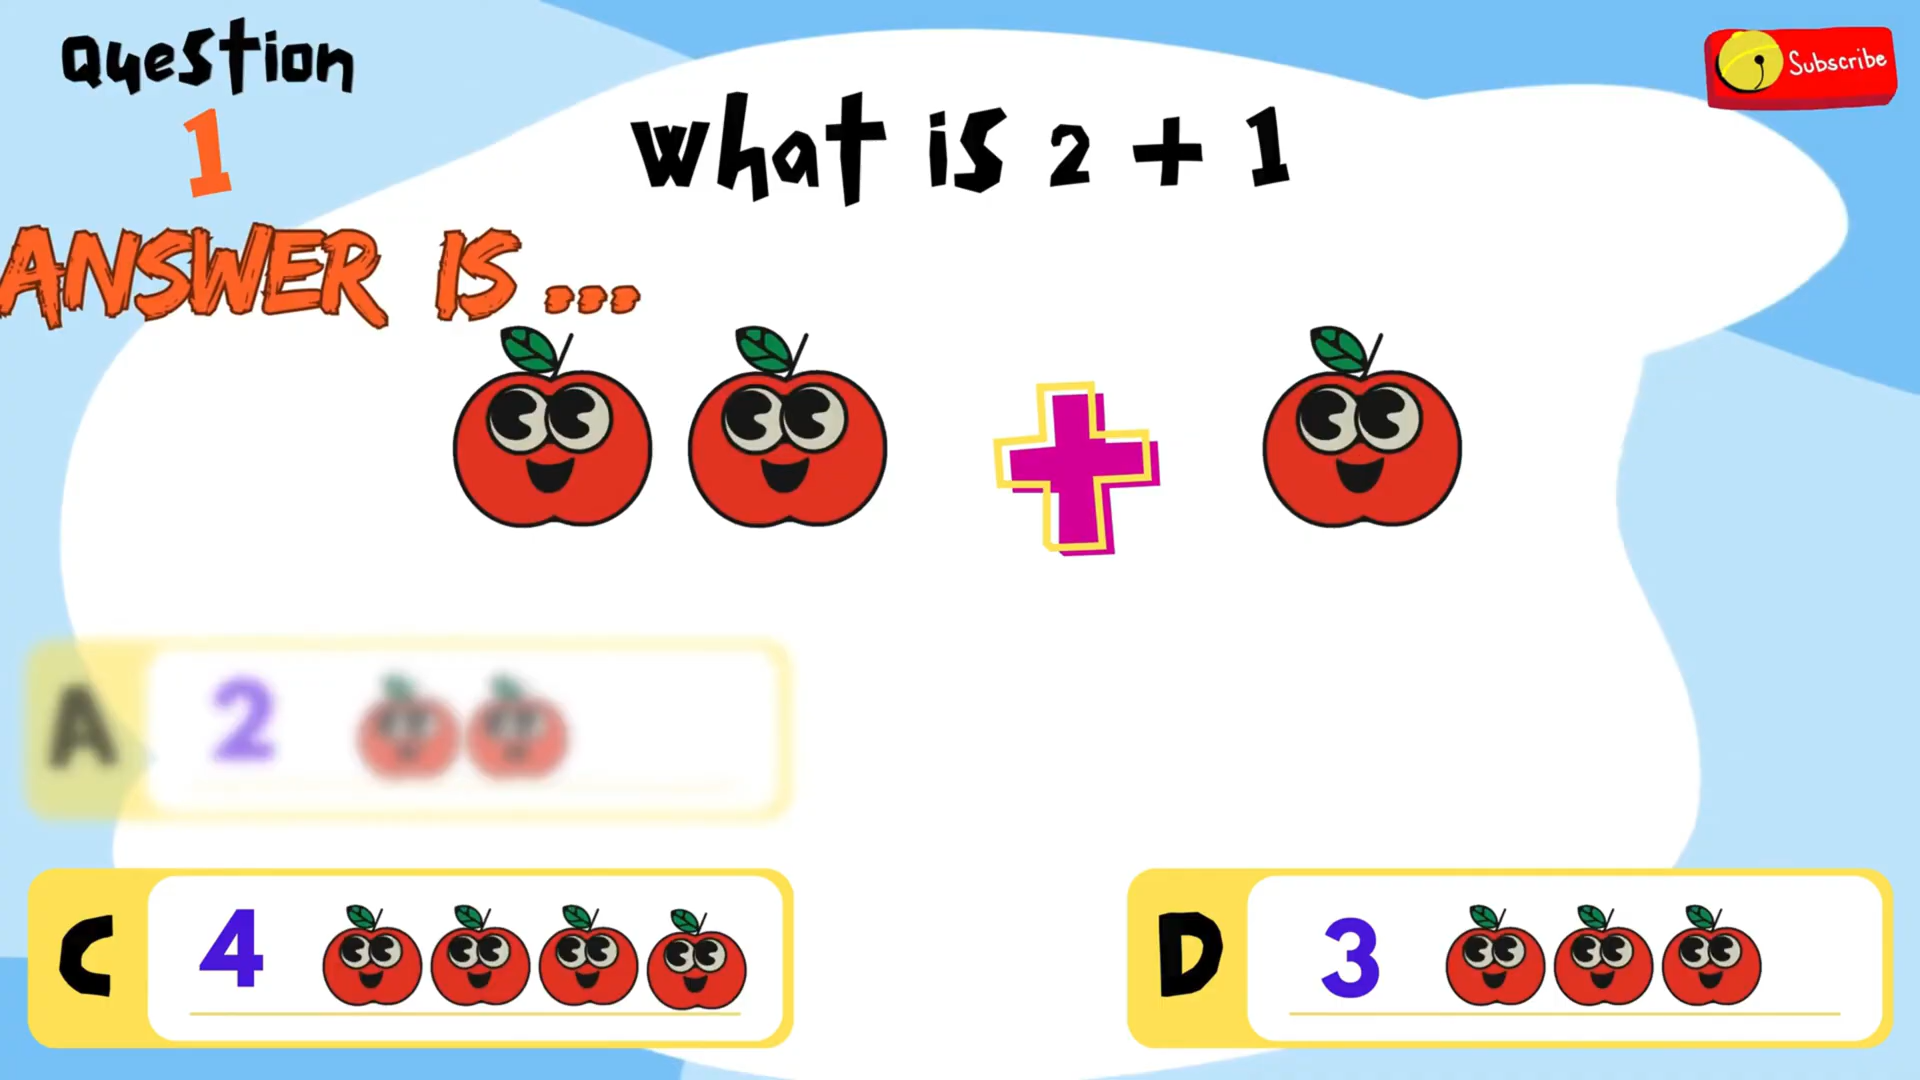 Question
1
Subscribe
What is 2 + 1
ANSWER IS ...
A 2
C 4
D 3